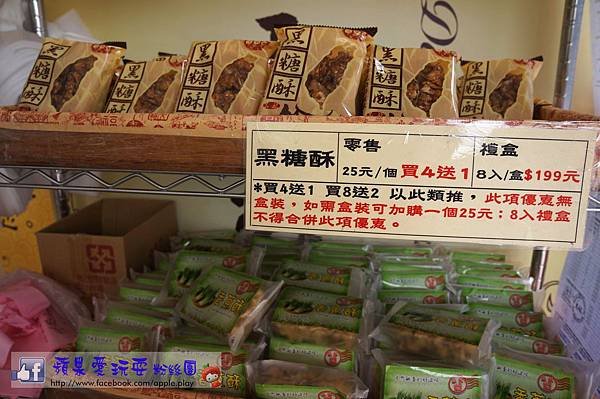 黑糖酥
黑糖酥
黑糖酥
黑糖酥
黑糖酥
黑糖酥
黑糖酥
零售
25元/個 買4送1
禮盒
8入/盒$199元
*買4送1 買8送2 以此類推，此項優惠無
盒裝，如需盒裝可加購一個25元；8入禮盒
不得合併此項優惠。
蘋果愛玩耍 粉絲團
http://www.facebook.com/apple.play